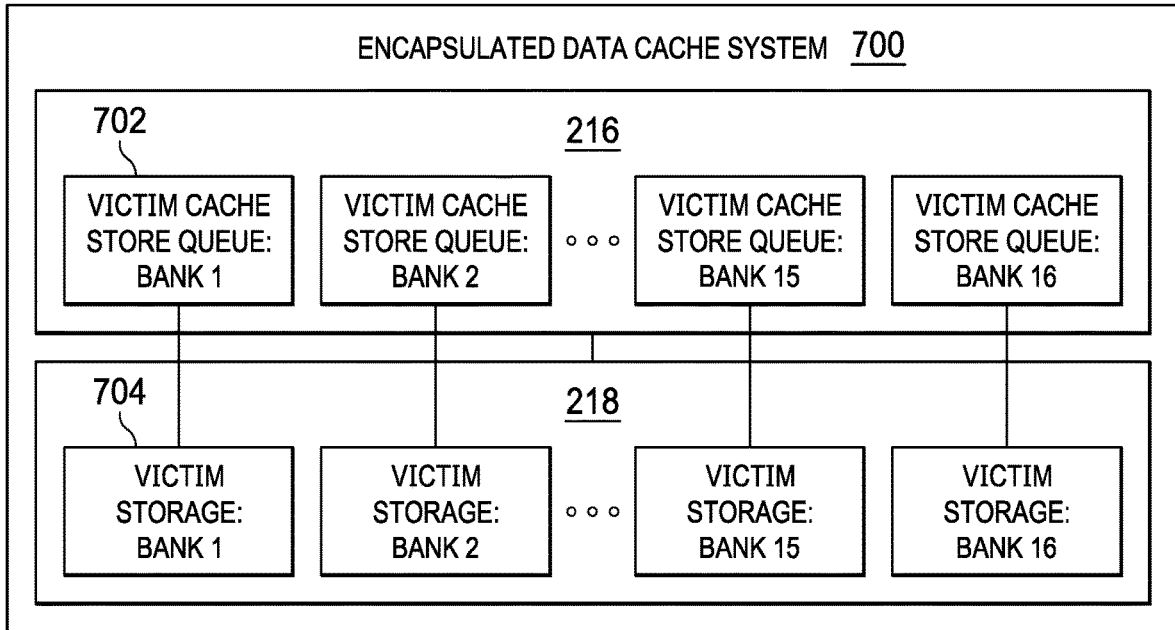 ENCAPSULATED DATA CACHE SYSTEM 700
702
216
VICTIM CACHE
STORE QUEUE:
BANK 1
VICTIM CACHE
STORE QUEUE:
BANK 2
VICTIM CACHE
STORE QUEUE:
BANK 15
VICTIM CACHE
STORE QUEUE:
BANK 16
704
218
VICTIM
STORAGE:
BANK 1
VICTIM
STORAGE:
BANK 2
VICTIM
STORAGE:
BANK 15
VICTIM
STORAGE:
BANK 16